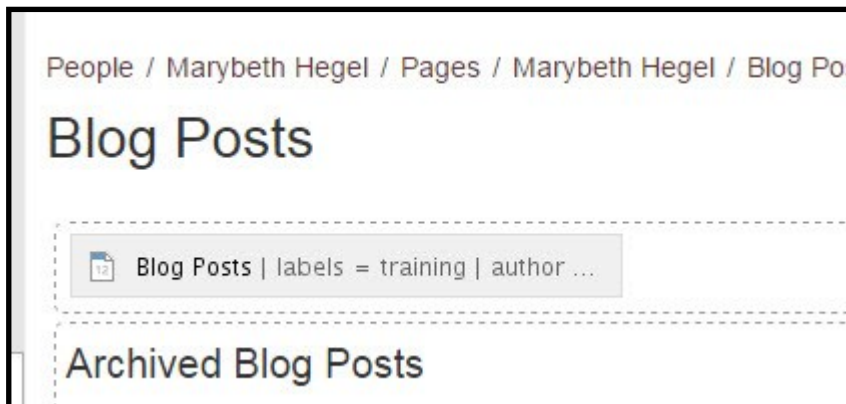 People / Marybeth Hegel / Pages / Marybeth Hegel / Blog Po
Blog Posts
12 Blog Posts | labels = training | author ...
Archived Blog Posts